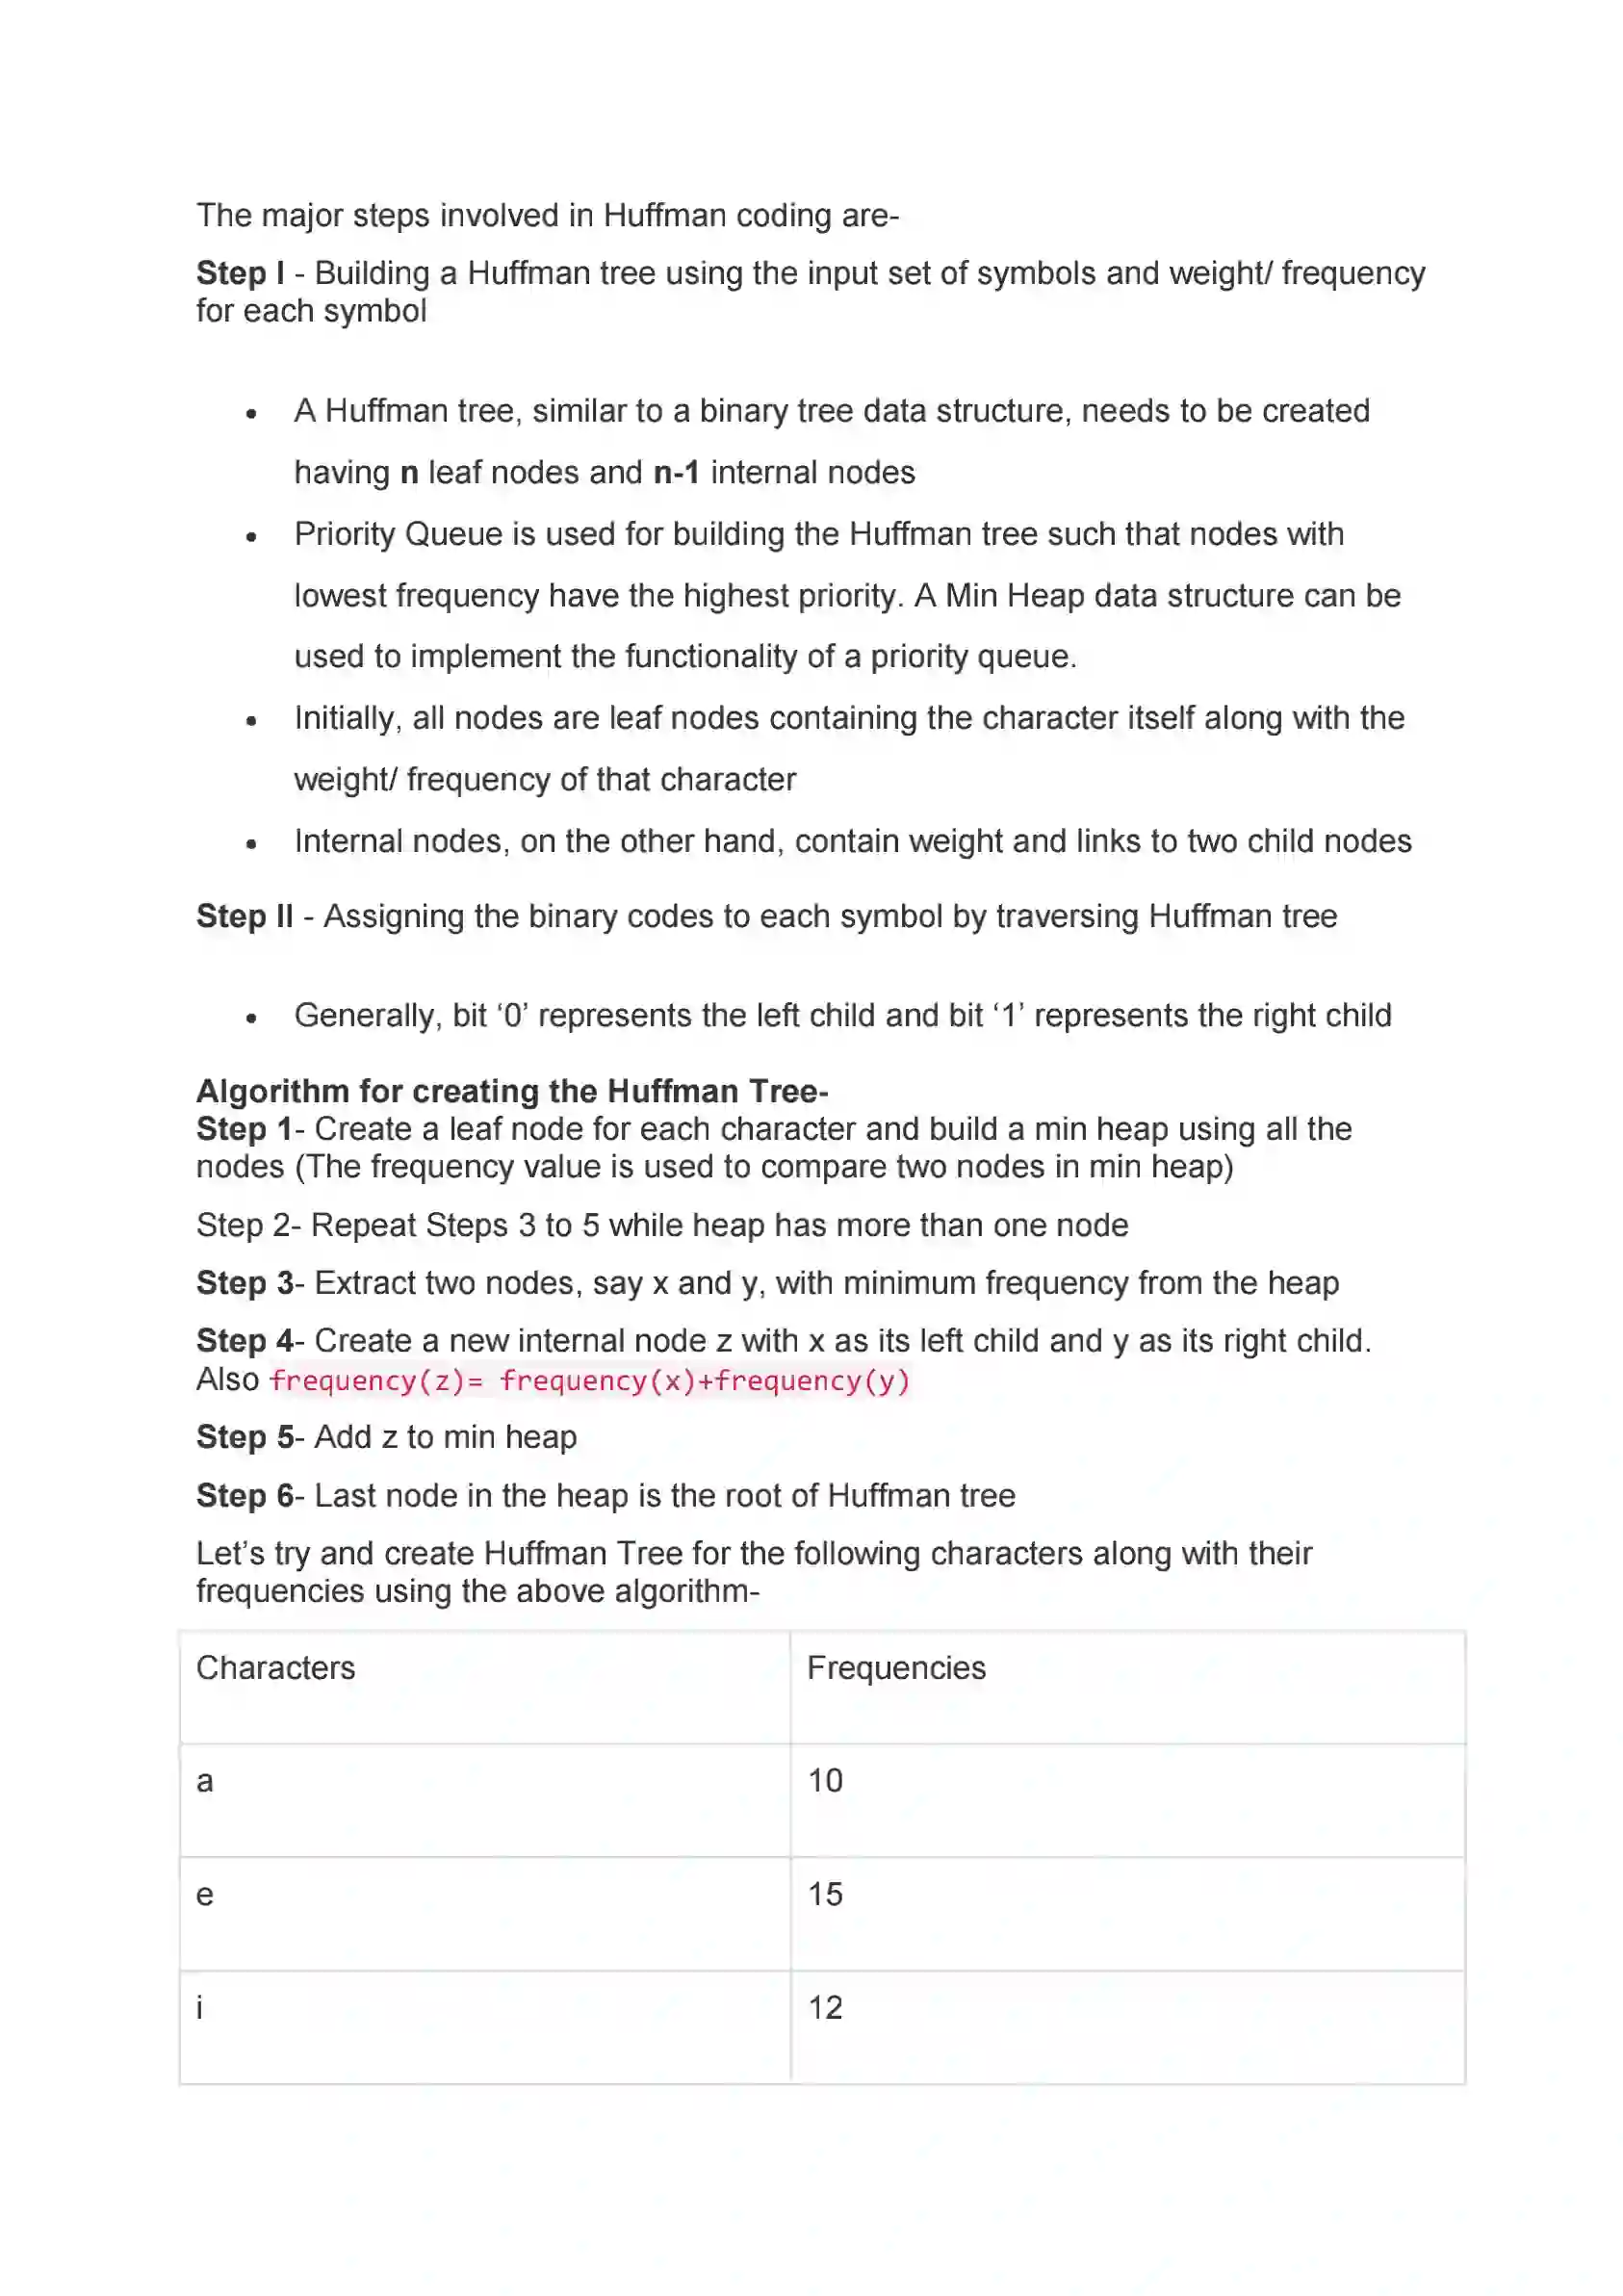 The major steps involved in Huffman coding are-
Step I - Building a Huffman tree using the input set of symbols and weight/ frequency
for each symbol
• A Huffman tree, similar to a binary tree data structure, needs to be created
having n leaf nodes and n-1 internal nodes
• Priority Queue is used for building the Huffman tree such that nodes with
lowest frequency have the highest priority. A Min Heap data structure can be
used to implement the functionality of a priority queue.
• Initially, all nodes are leaf nodes containing the character itself along with the
weight/ frequency of that character
• Internal nodes, on the other hand, contain weight and links to two child nodes
Step II - Assigning the binary codes to each symbol by traversing Huffman tree
• Generally, bit ‘0’ represents the left child and bit ‘1’ represents the right child
Algorithm for creating the Huffman Tree-
Step 1- Create a leaf node for each character and build a min heap using all the
nodes (The frequency value is used to compare two nodes in min heap)
Step 2- Repeat Steps 3 to 5 while heap has more than one node
Step 3- Extract two nodes, say x and y, with minimum frequency from the heap
Step 4- Create a new internal node z with x as its left child and y as its right child.
Also frequency(z)= frequency(x)+frequency(y)
Step 5- Add z to min heap
Step 6- Last node in the heap is the root of Huffman tree
Let’s try and create Huffman Tree for the following characters along with their
frequencies using the above algorithm-
Characters Frequencies
a 10
e 15
i 12